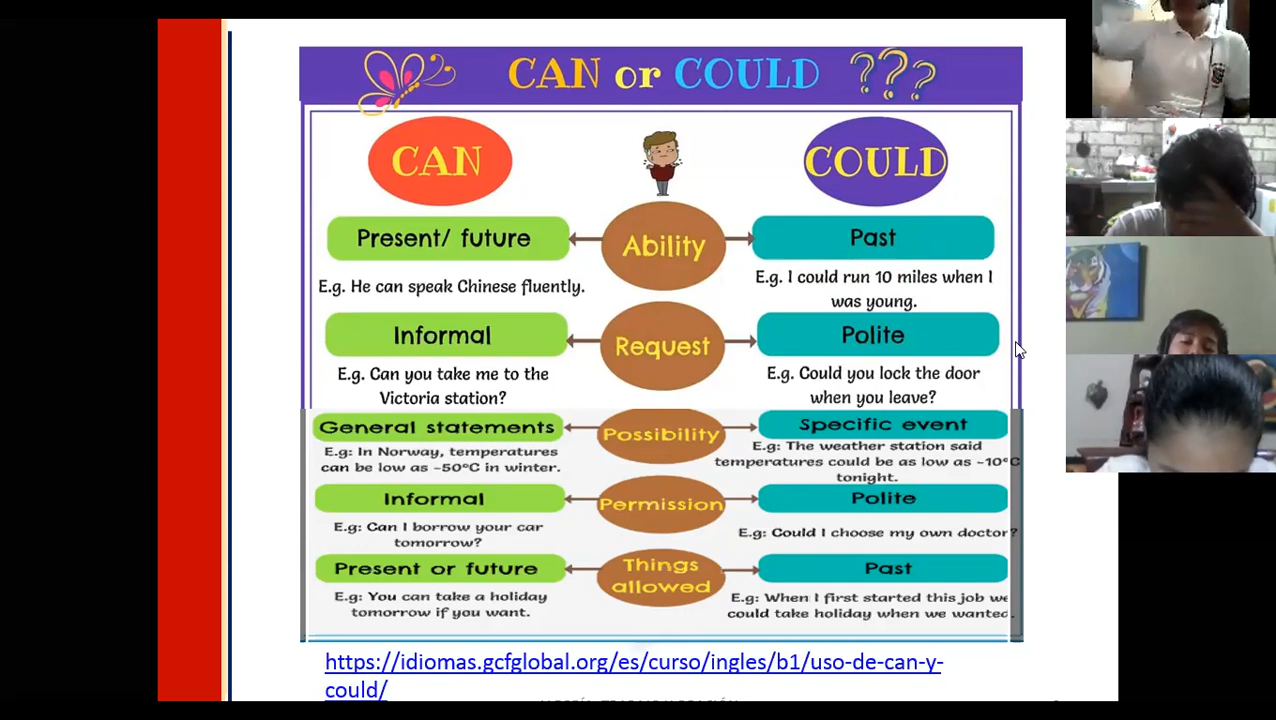 CAN or COULD ???
CAN
COULD
Present/ future
Ability
Past
E.g. He can speak Chinese fluently.
E.g. I could run 10 miles when I
was young.
Informal
Request
Polite
E.g. Can you take me to the
Victoria station?
E.g. Could you lock the door
when you leave?
General statements
Possibility
Specific event
E.g: In Norway, temperatures
can be low as -50°C in winter.
E.g: The weather station said
temperatures could be as low as -10°C
tonight.
Informal
Permission
Polite
E.g: Can I borrow your car
tomorrow?
E.g: Could I choose my own doctor?
Present or future
Things
allowed
Past
E.g: You can take a holiday
tomorrow if you want.
E.g: When I first started this job we
could take holiday when we wanted.
https://idiomas.gcfglobal.org/es/curso/ingles/b1/uso-de-can-y-
could/